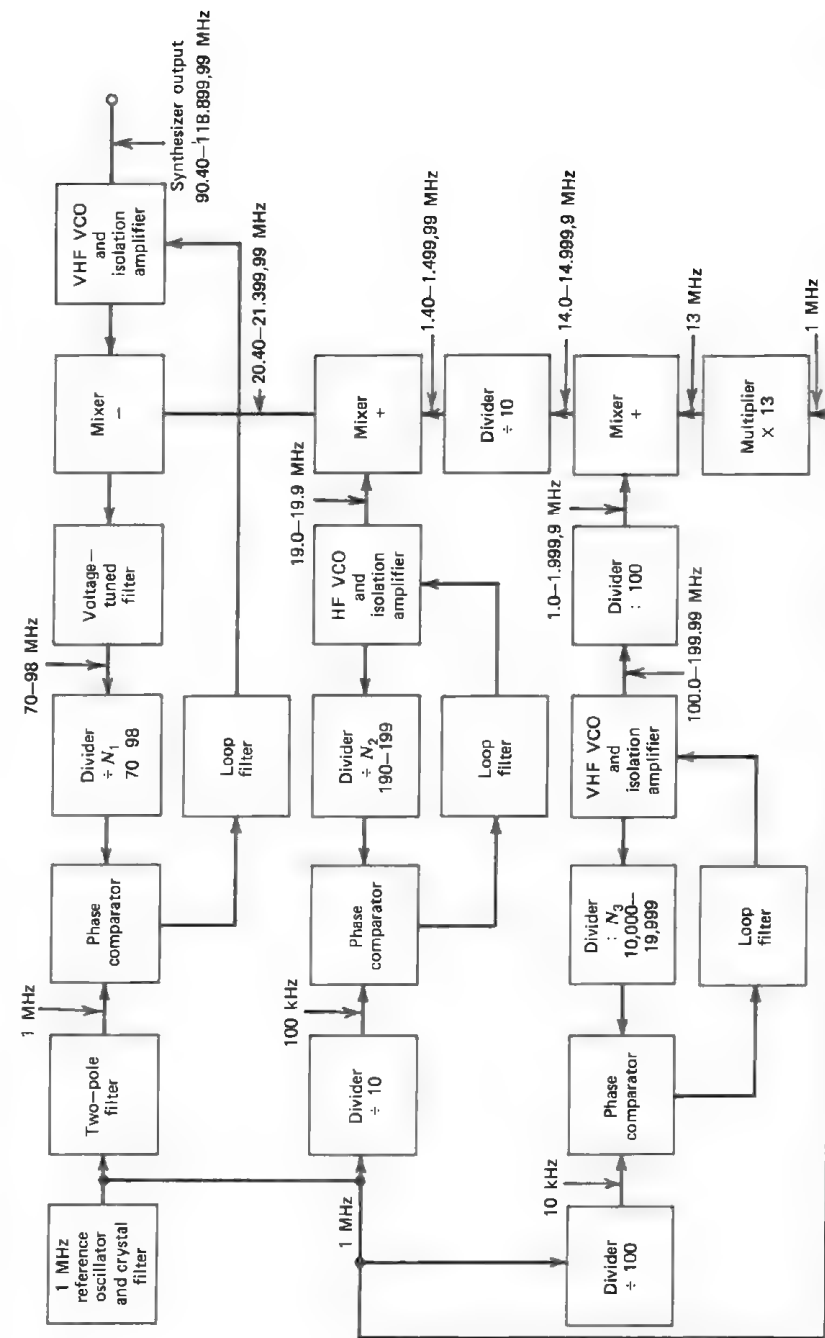 1 MHz
reference
oscillator
and crystal
filter
Two-pole
filter
1 MHz
Phase
comparator
Divider
÷ N1
70 98
70–98 MHz
Voltage–
tuned
filter
Mixer
–
VHF VCO
and
isolation
amplifier
Synthesizer output
90.40–118.899,99 MHz
Loop
filter
20.40–21.399,99 MHz
1 MHz
Divider
÷ 10
100 kHz
Phase
comparator
Divider
÷ N2
190–199
HF VCO
and
isolation
amplifier
19.0–19.9 MHz
Mixer
+
Loop
filter
1.40–1.499,99 MHz
Divider
÷ 10
14.0–14.999,9 MHz
Divider
÷ 100
10 kHz
Phase
comparator
Divider
: N3
10,000–
19,999
VHF VCO
and
isolation
amplifier
100.0–199.99 MHz
Divider
: 100
1.0–1.999,9 MHz
Mixer
+
13 MHz
Multiplier
× 13
1 MHz
Loop
filter